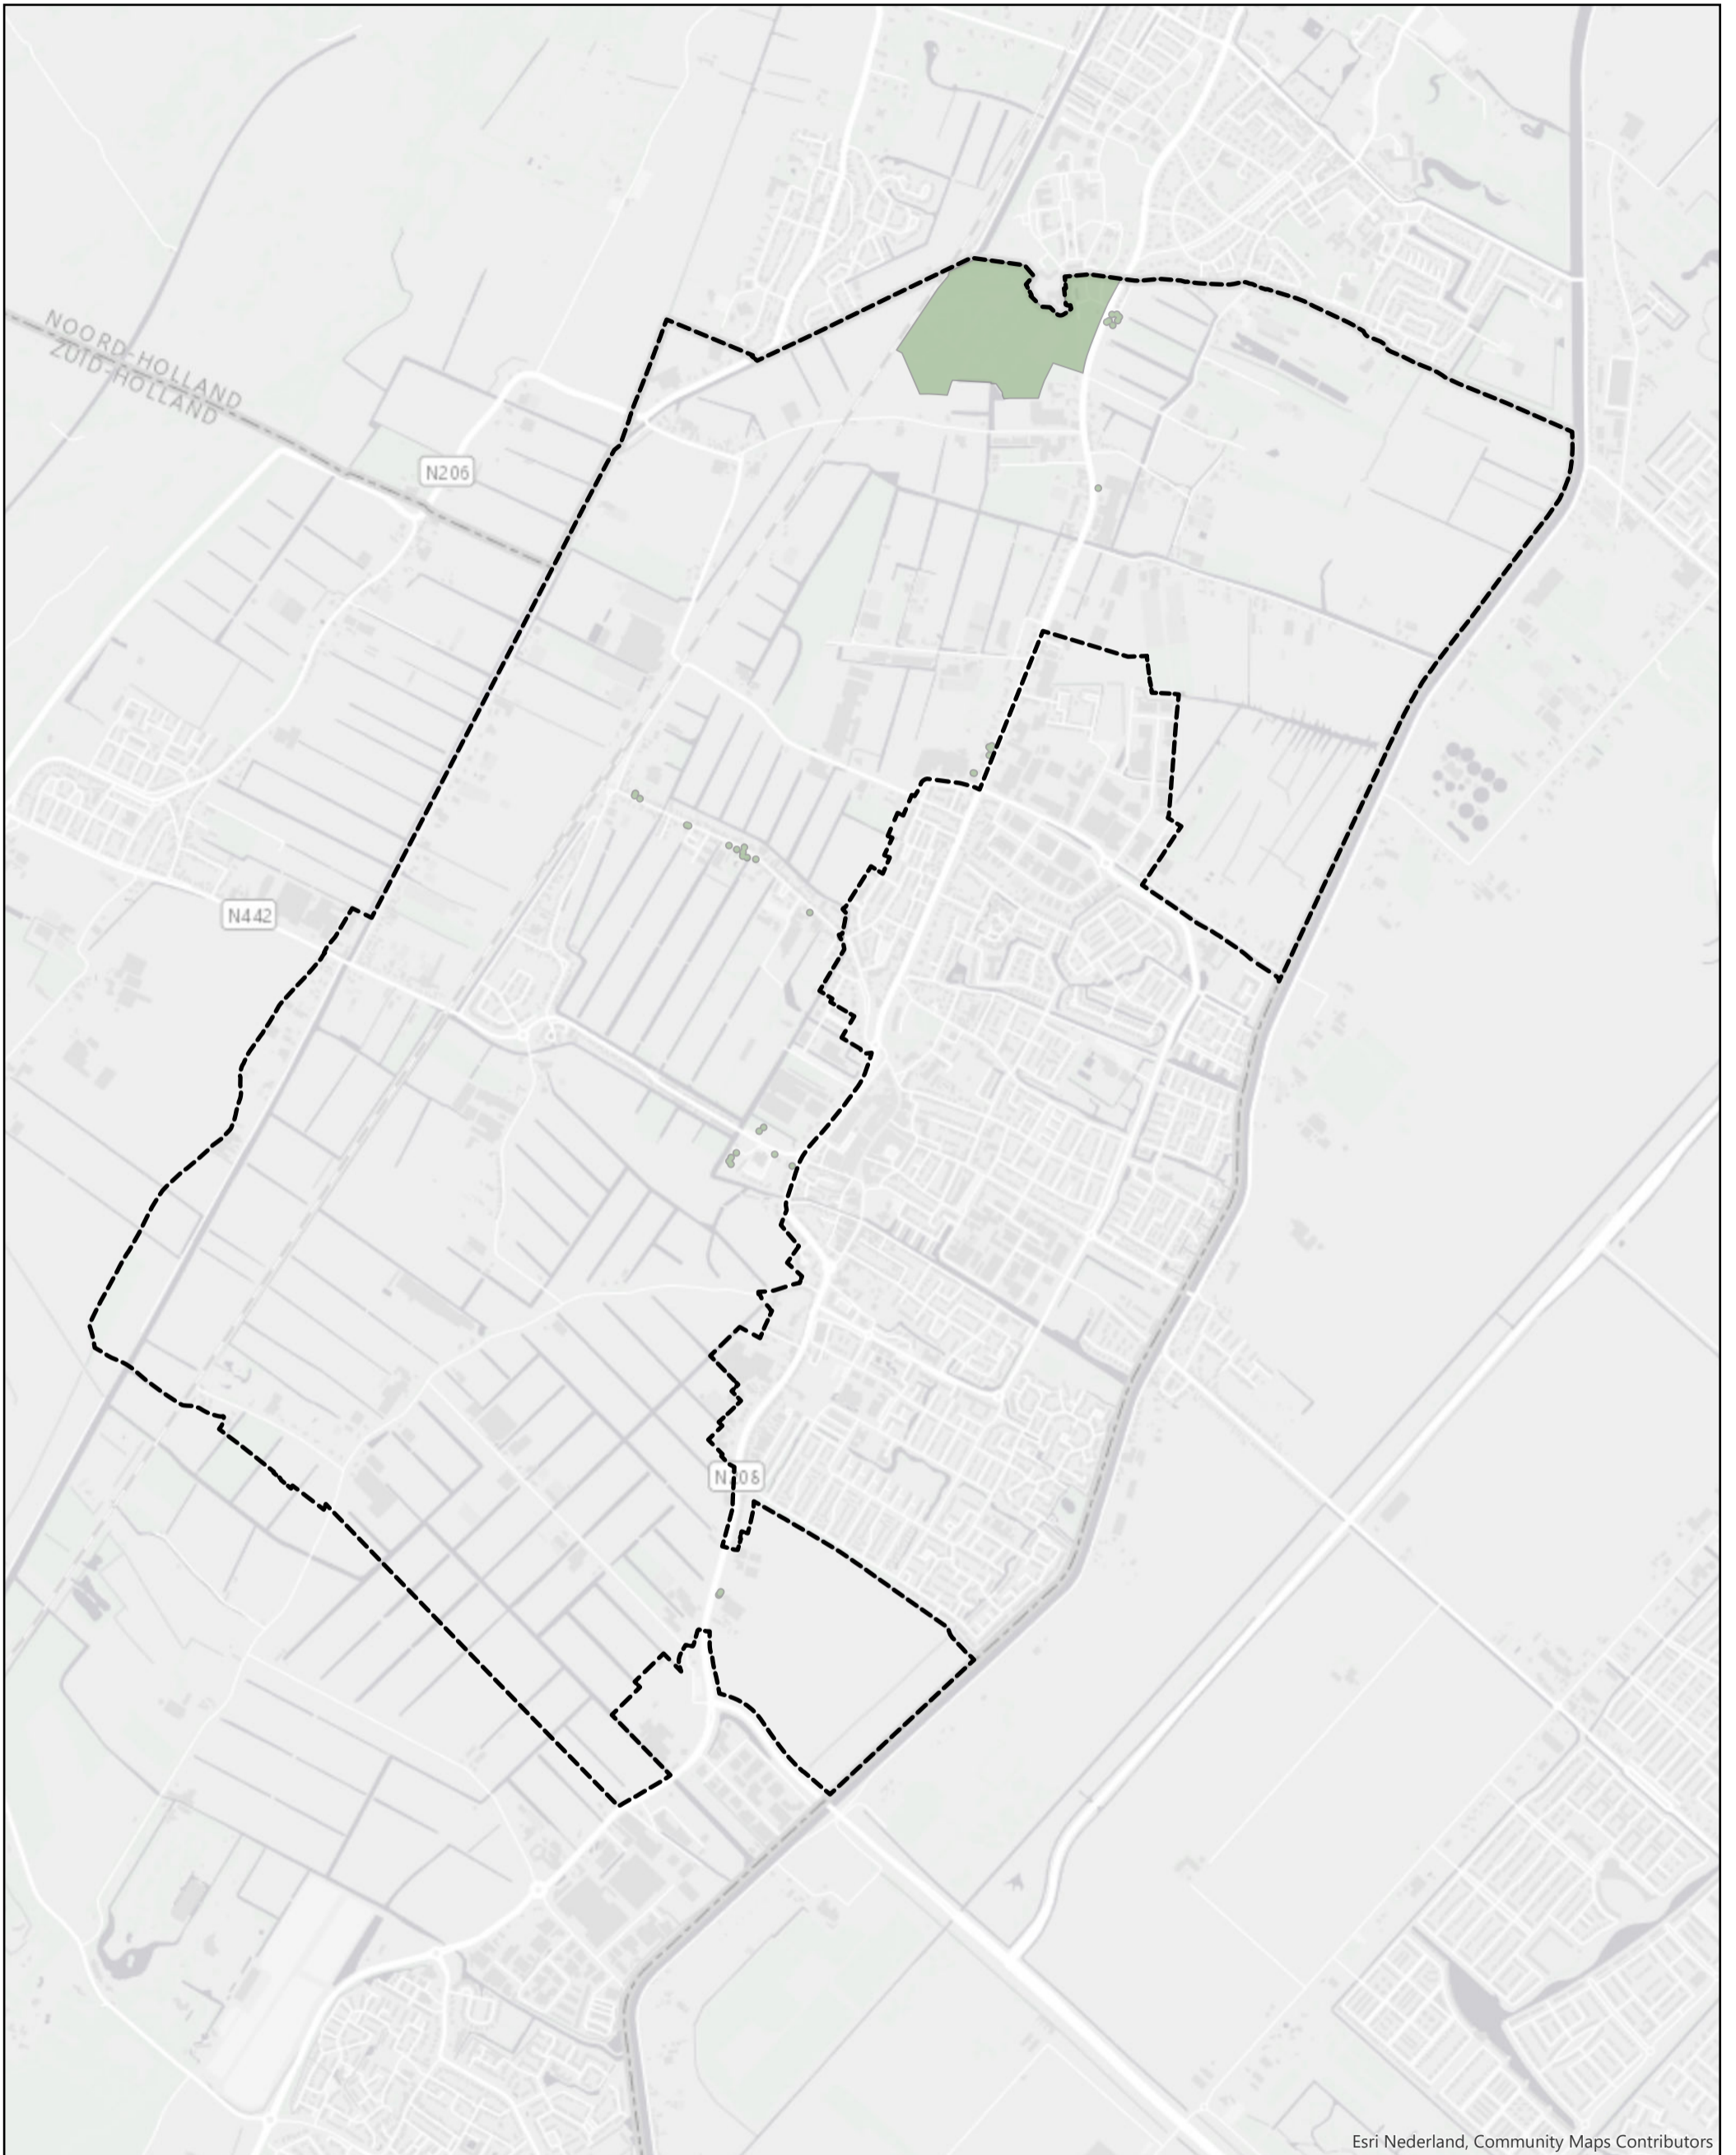 NOORD-HOLLAND
ZUID-HOLLAND
N206
N442
N208
Esri Nederland, Community Maps Contributors